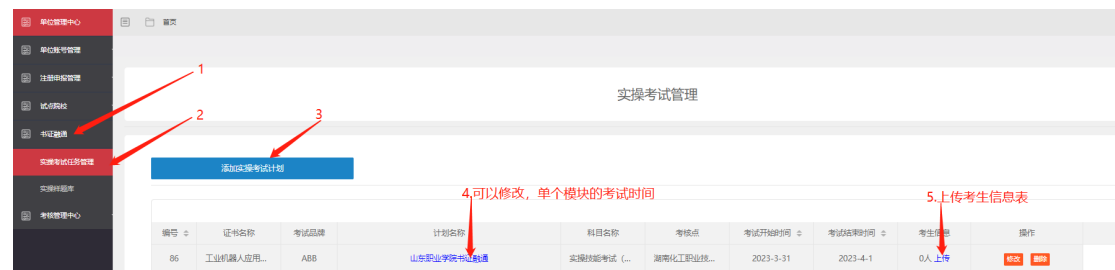 单位管理中心
首页
单位账号管理
注册申报管理
1
实操考试管理
试点院校
2
3
书证融通
实操考试任务管理
添加实操考试计划
实操样题库
4.可以修改，单个模块的考试时间
5.上传考生信息表
考核管理中心
编号 证书名称 考试品牌 计划名称 科目名称 考核点 考试开始时间 考试结束时间 考生信息 操作
86 工业机器人应用... ABB 山东职业学院书证融通 实操技能考试（... 湖南化工职业技... 2023-3-31 2023-4-1 0人 上传 修改 删除